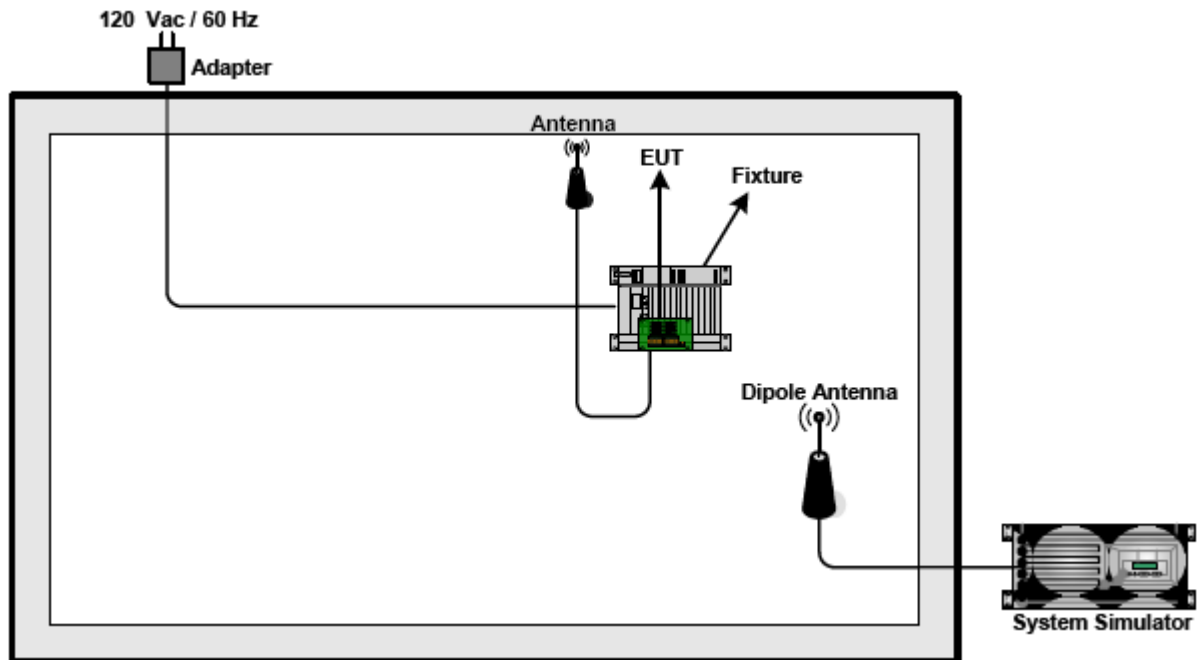 120 Vac / 60 Hz
Adapter
Antenna
EUT
Fixture
Dipole Antenna
System Simulator